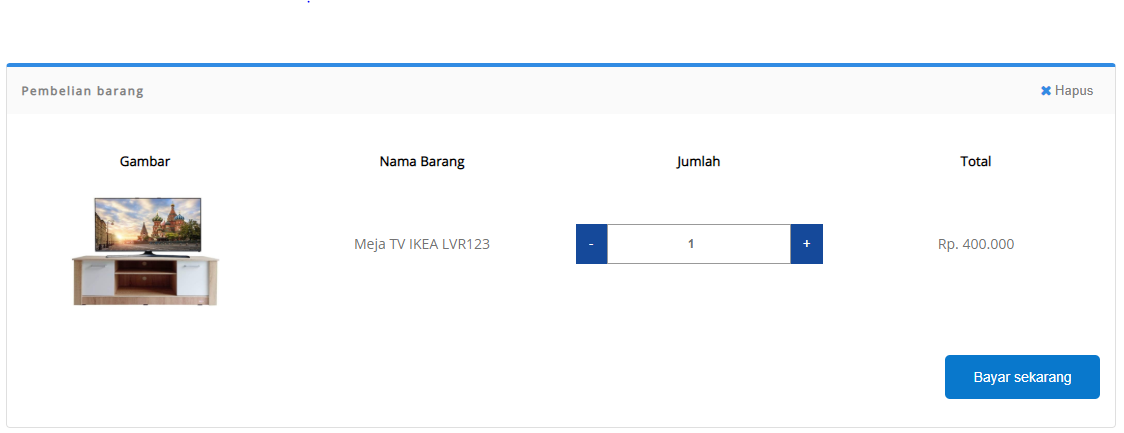 Pembelian barang
✖ Hapus
Gambar Nama Barang Jumlah Total
Meja TV IKEA LVR123 - 1 + Rp. 400.000
Bayar sekarang